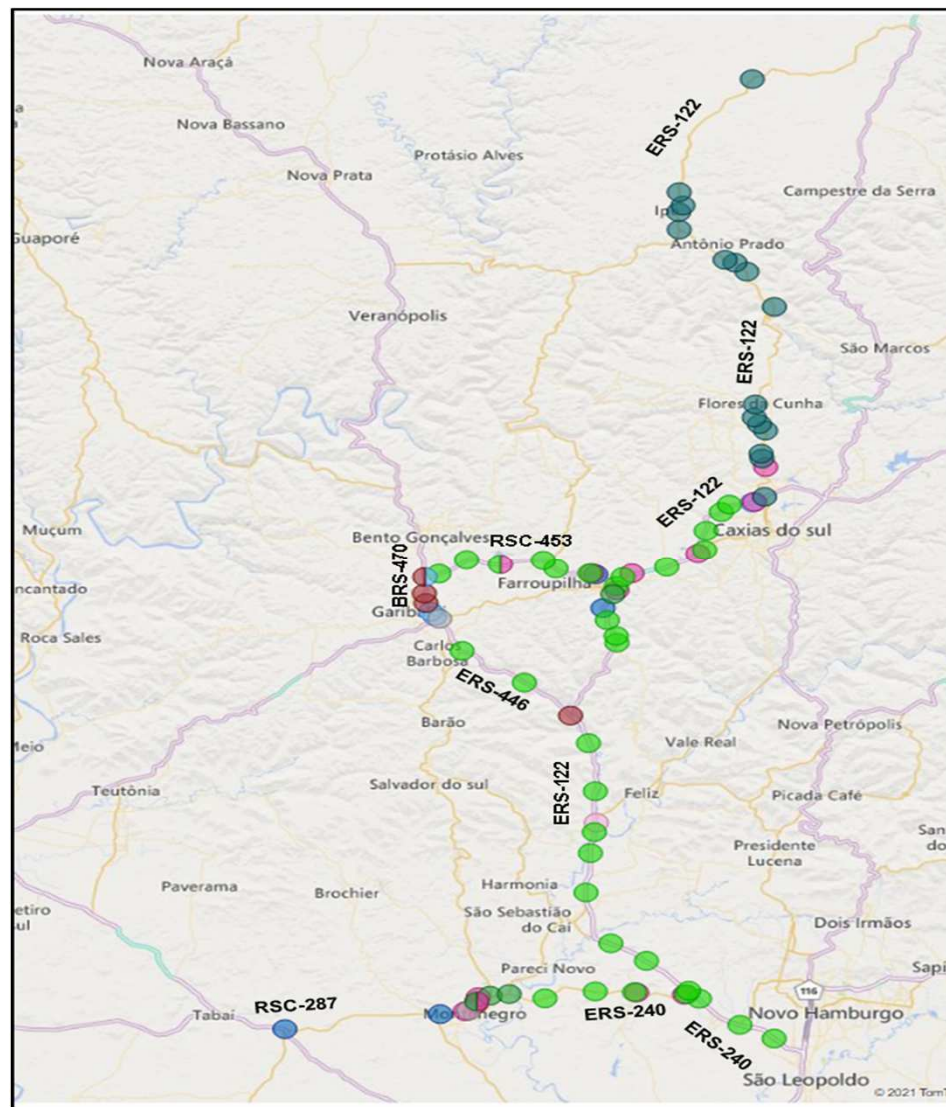 Nova Araçá
Nova Bassano
Protásio Alves
Nova Prata
ERS-122
Campestre da Serra
Guaporé
Antônio Prado
Veranópolis
ERS-122
São Marcos
Flores da Cunha
ERS-122
Muçum
Bento Gonçalves
RSC-453
Caxias do sul
BRS-470
Farroupilha
ncantado
Roca Sales
Carlos
Barbosa
ERS-446
Barão
Nova Petrópolis
Vale Real
Salvador do sul
ERS-122
Feliz
Teutônia
Picada Café
Presidente
Lucena
Paverama
Brochier
Harmonia
São Sebastião
do Caí
Dois Irmãos
Pareci Novo
RSC-287
Tabaí
ERS-240
116
Novo Hamburgo
ERS-240
São Leopoldo
© 2021 TomT